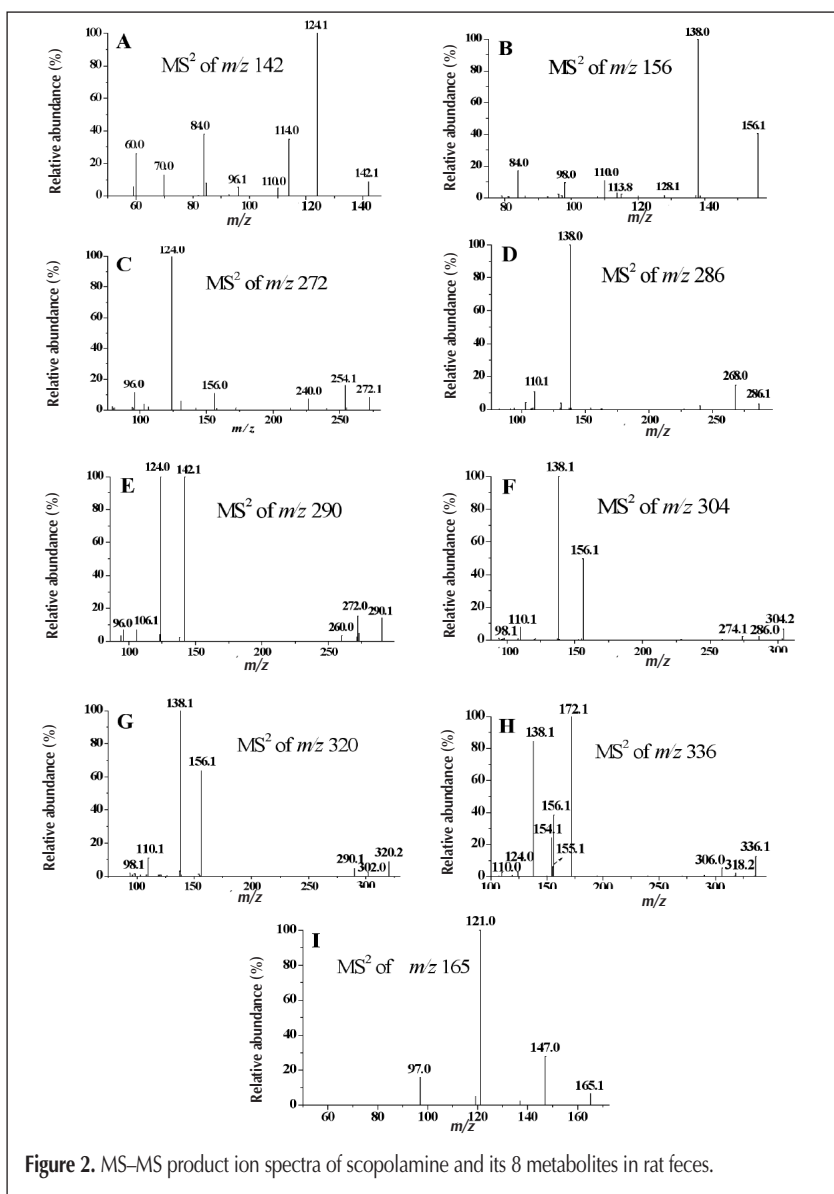 A
MS² of m/z 142
Relative abundance (%)
100
80
60
40
20
0
60.0
70.0
84.0
96.1
110.0
114.0
124.1
142.1
60 80 100 120 140
m/z
B
MS² of m/z 156
Relative abundance (%)
100
80
60
40
20
0
84.0
98.0
110.0
113.8
128.1
138.0
156.1
80 100 120 140
m/z
C
MS² of m/z 272
Relative abundance (%)
100
80
60
40
20
0
96.0
124.0
156.0
240.0
254.1
272.1
100 150 200 250
m/z
D
MS² of m/z 286
Relative abundance (%)
100
80
60
40
20
0
110.1
138.0
268.0
286.1
100 150 200 250
m/z
E
MS² of m/z 290
Relative abundance (%)
100
80
60
40
20
0
96.0
106.1
124.0
142.1
260.0
272.0
290.1
100 150 200 250
m/z
F
MS² of m/z 304
Relative abundance (%)
100
80
60
40
20
0
98.1
110.1
138.1
156.1
274.1
286.0
304.2
100 150 200 250 300
m/z
G
MS² of m/z 320
Relative abundance (%)
100
80
60
40
20
0
98.1
110.1
138.1
156.1
290.1
302.0
320.2
100 150 200 250 300
m/z
H
MS² of m/z 336
Relative abundance (%)
100
80
60
40
20
0
110.0
124.0
138.1
154.1
155.1
156.1
172.1
306.0
318.2
336.1
100 150 200 250 300 350
m/z
I
MS² of m/z 165
Relative abundance (%)
100
80
60
40
20
0
97.0
121.0
147.0
165.1
60 80 100 120 140 160
m/z
Figure 2. MS–MS product ion spectra of scopolamine and its 8 metabolites in rat feces.